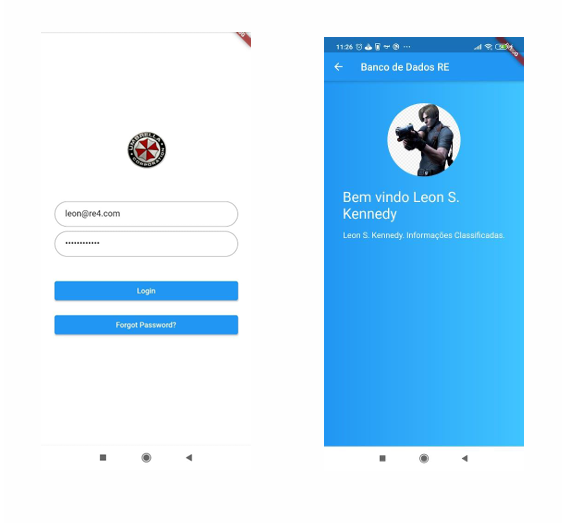 UMBRELLA
CORPORATION
leon@re4.com
••••••••••••
Login
Forgot Password?
11:26
Banco de Dados RE
Bem vindo Leon S.
Kennedy
Leon S. Kennedy. Informações Classificadas.